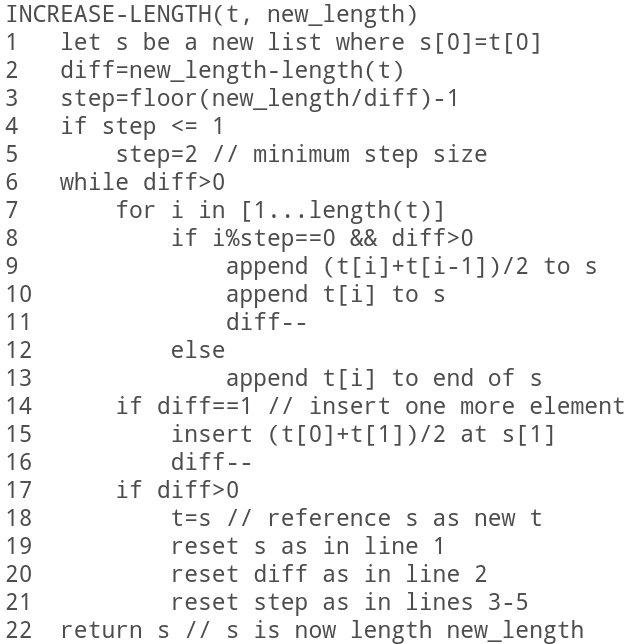 INCREASE-LENGTH(t, new_length)
1   let s be a new list where s[0]=t[0]
2   diff=new_length-length(t)
3   step=floor(new_length/diff)-1
4   if step <= 1
5       step=2 // minimum step size
6   while diff>0
7       for i in [1...length(t)]
8           if i%step==0 && diff>0
9               append (t[i]+t[i-1])/2 to s
10              append t[i] to s
11              diff--
12          else
13              append t[i] to end of s
14      if diff==1 // insert one more element
15          insert (t[0]+t[1])/2 at s[1]
16          diff--
17      if diff>0
18          t=s // reference s as new t
19          reset s as in line 1
20          reset diff as in line 2
21          reset step as in lines 3-5
22  return s // s is now length new_length